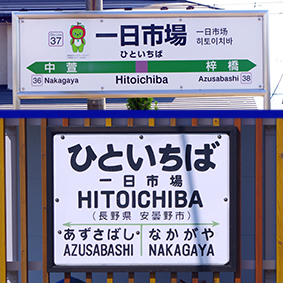 37
一日市場
ひといちば
一日市場
히토이치바
中萱
梓橋
Hitoichiba
36 Nakagaya
Azusabashi 38
ひといちば
一日市場
HITOICHIBA
(長野県 安曇野市)
あずさばし
なかがや
AZUSABASHI
NAKAGAYA